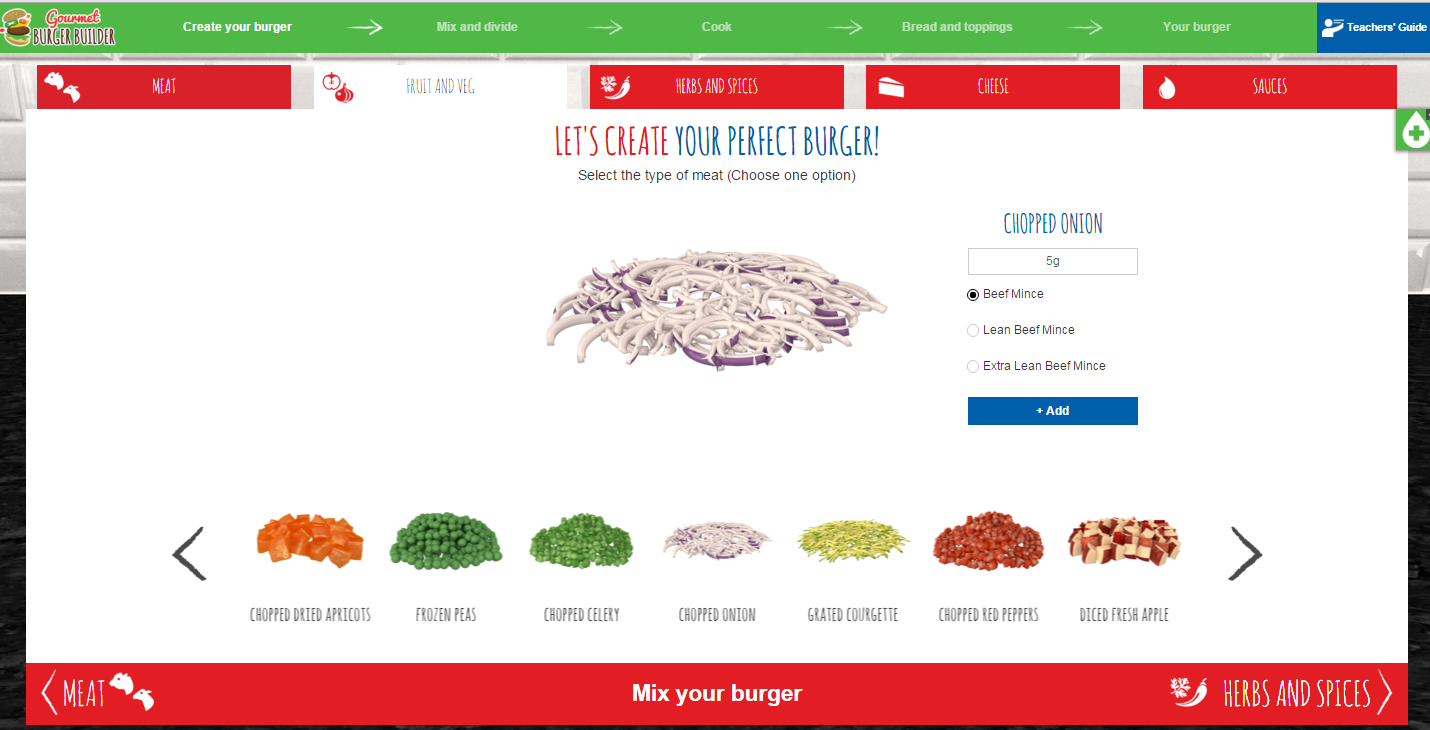 Gourmet
BURGER BUILDER
Create your burger
Mix and divide
Cook
Bread and toppings
Your burger
Teachers' Guide
MEAT
FRUIT AND VEG
HERBS AND SPICES
CHEESE
SAUCES
LET'S CREATE YOUR PERFECT BURGER!
Select the type of meat (Choose one option)
CHOPPED ONION
5g
Beef Mince
Lean Beef Mince
Extra Lean Beef Mince
+ Add
CHOPPED DRIED APRICOTS
FROZEN PEAS
CHOPPED CELERY
CHOPPED ONION
GRATED COURGETTE
CHOPPED RED PEPPERS
DICED FRESH APPLE
MEAT
Mix your burger
HERBS AND SPICES